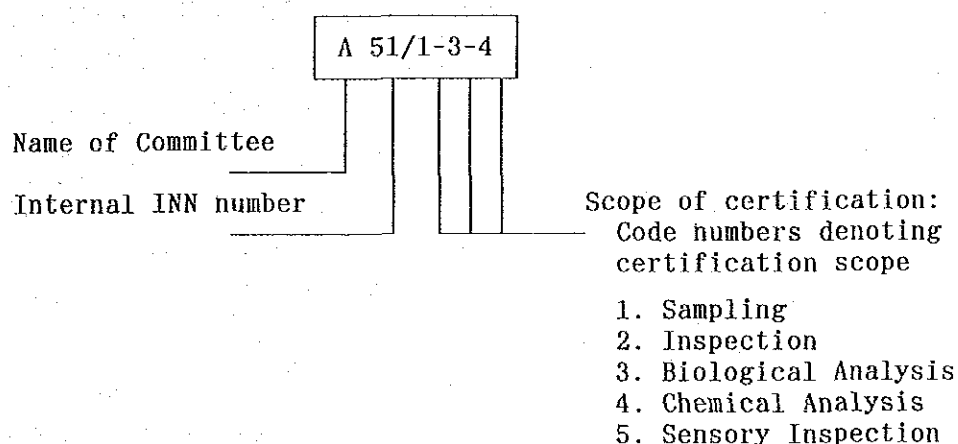 A 51/1-3-4
Name of Committee
Internal INN number
Scope of certification:
Code numbers denoting
certification scope
1. Sampling
2. Inspection
3. Biological Analysis
4. Chemical Analysis
5. Sensory Inspection